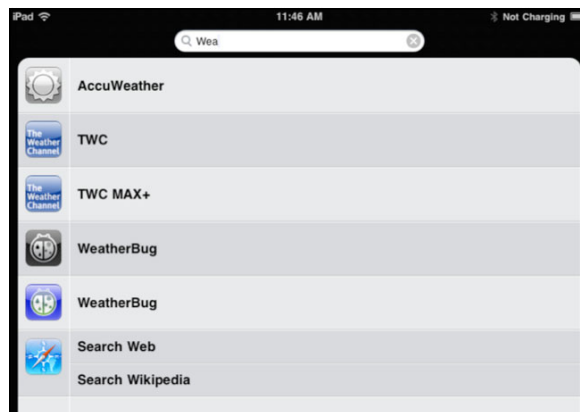 iPad 11:46 AM Not Charging
Wea
AccuWeather
The
Weather
Channel
TWC
The
Weather
Channel
TWC MAX+
WeatherBug
WeatherBug
Search Web
Search Wikipedia